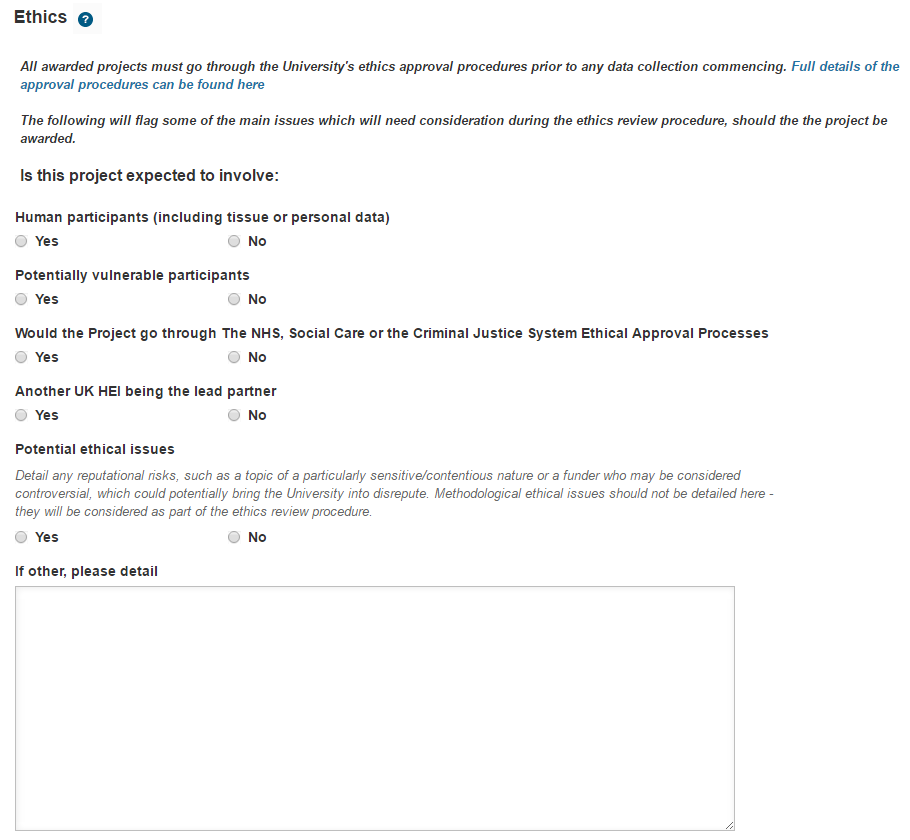 Ethics ?
All awarded projects must go through the University's ethics approval procedures prior to any data collection commencing. Full details of the
approval procedures can be found here
The following will flag some of the main issues which will need consideration during the ethics review procedure, should the the project be
awarded.
Is this project expected to involve:
Human participants (including tissue or personal data)
Yes No
Potentially vulnerable participants
Yes No
Would the Project go through The NHS, Social Care or the Criminal Justice System Ethical Approval Processes
Yes No
Another UK HEI being the lead partner
Yes No
Potential ethical issues
Detail any reputational risks, such as a topic of a particularly sensitive/contentious nature or a funder who may be considered
controversial, which could potentially bring the University into disrepute. Methodological ethical issues should not be detailed here -
they will be considered as part of the ethics review procedure.
Yes No
If other, please detail